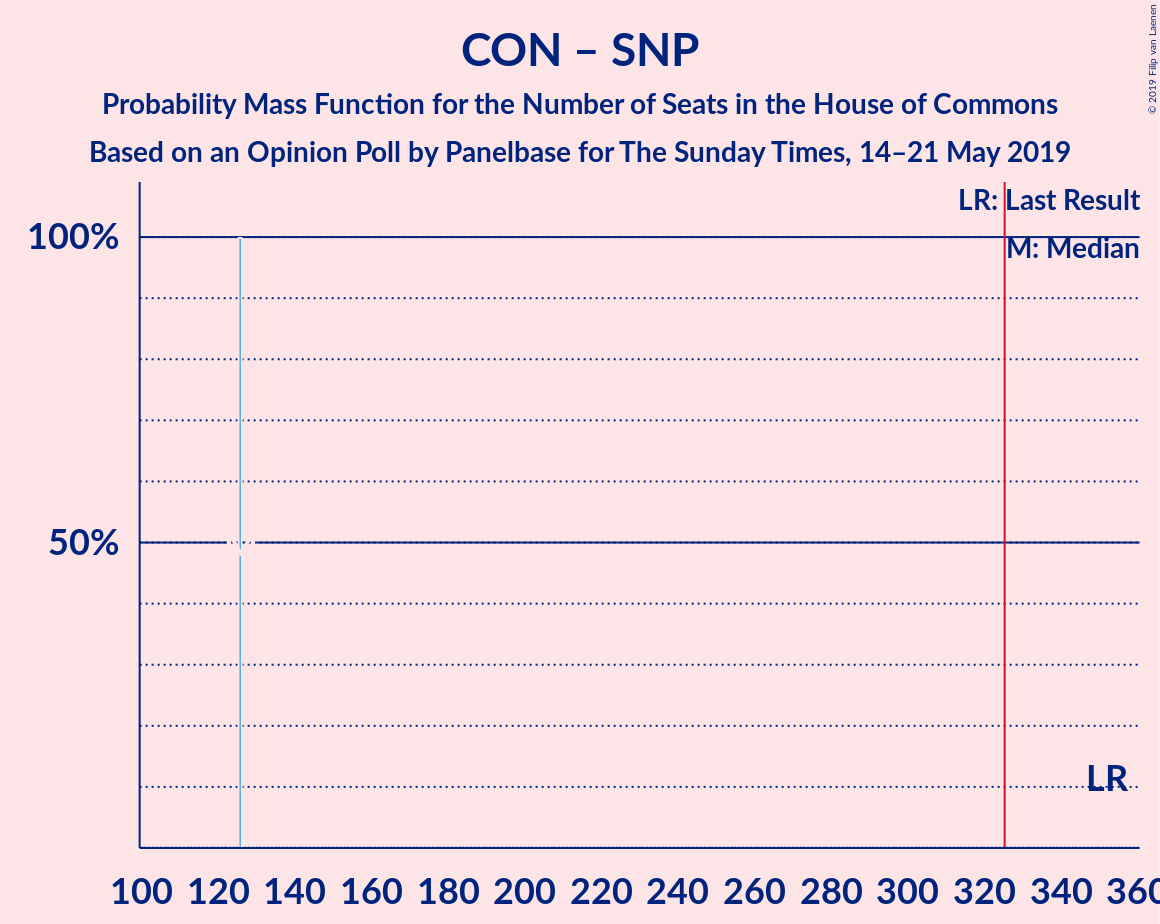 CON – SNP
Probability Mass Function for the Number of Seats in the House of Commons
Based on an Opinion Poll by Panelbase for The Sunday Times, 14–21 May 2019
© 2019 Filip van Laenen
LR: Last Result
M: Median
100%
50%
LR
100 120 140 160 180 200 220 240 260 280 300 320 340 360